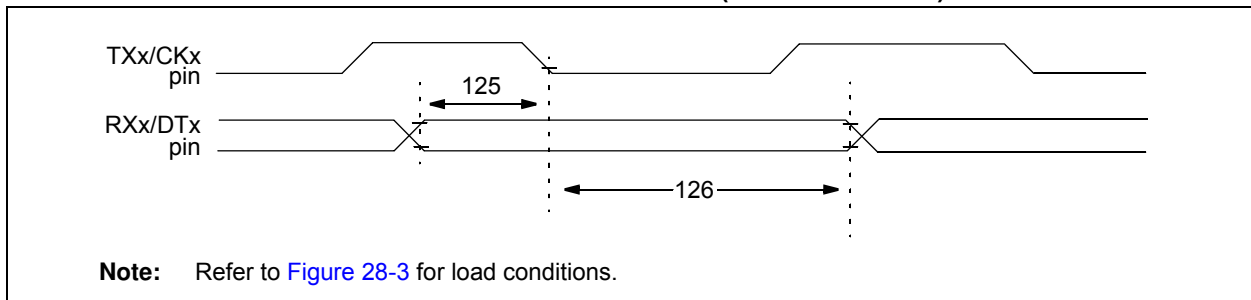 TXx/CKx
pin
125
RXx/DTx
pin
126
Note: Refer to Figure 28-3 for load conditions.